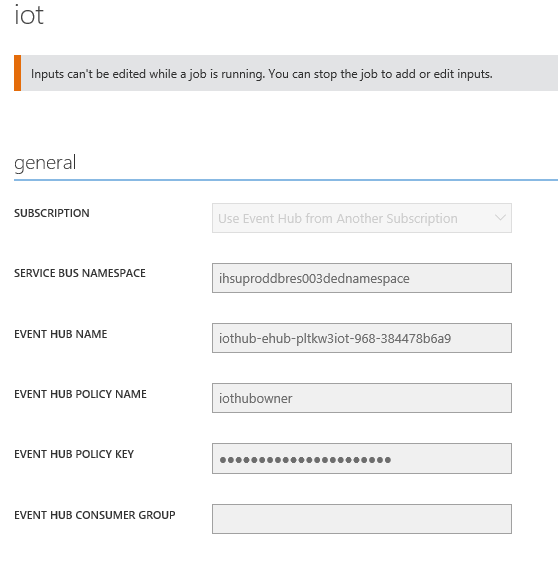 iot
Inputs can't be edited while a job is running. You can stop the job to add or edit inputs.
general
SUBSCRIPTION
Use Event Hub from Another Subscription
SERVICE BUS NAMESPACE
ihsuproddbres003dednamespace
EVENT HUB NAME
iothub-ehub-pltkw3iot-968-384478b6a9
EVENT HUB POLICY NAME
iothubowner
EVENT HUB POLICY KEY
●●●●●●●●●●●●●●●●●●●●●●
EVENT HUB CONSUMER GROUP